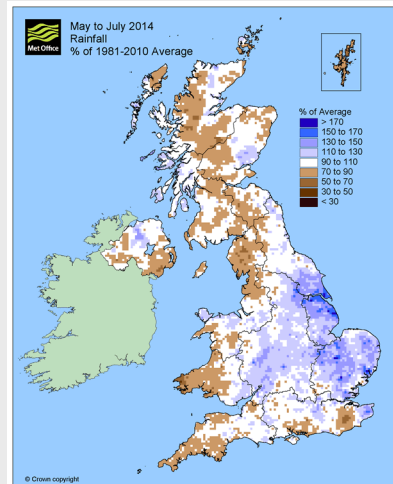 Met Office
May to July 2014
Rainfall
% of 1981-2010 Average
% of Average
> 170
150 to 170
130 to 150
110 to 130
90 to 110
70 to 90
50 to 70
30 to 50
< 30
© Crown copyright